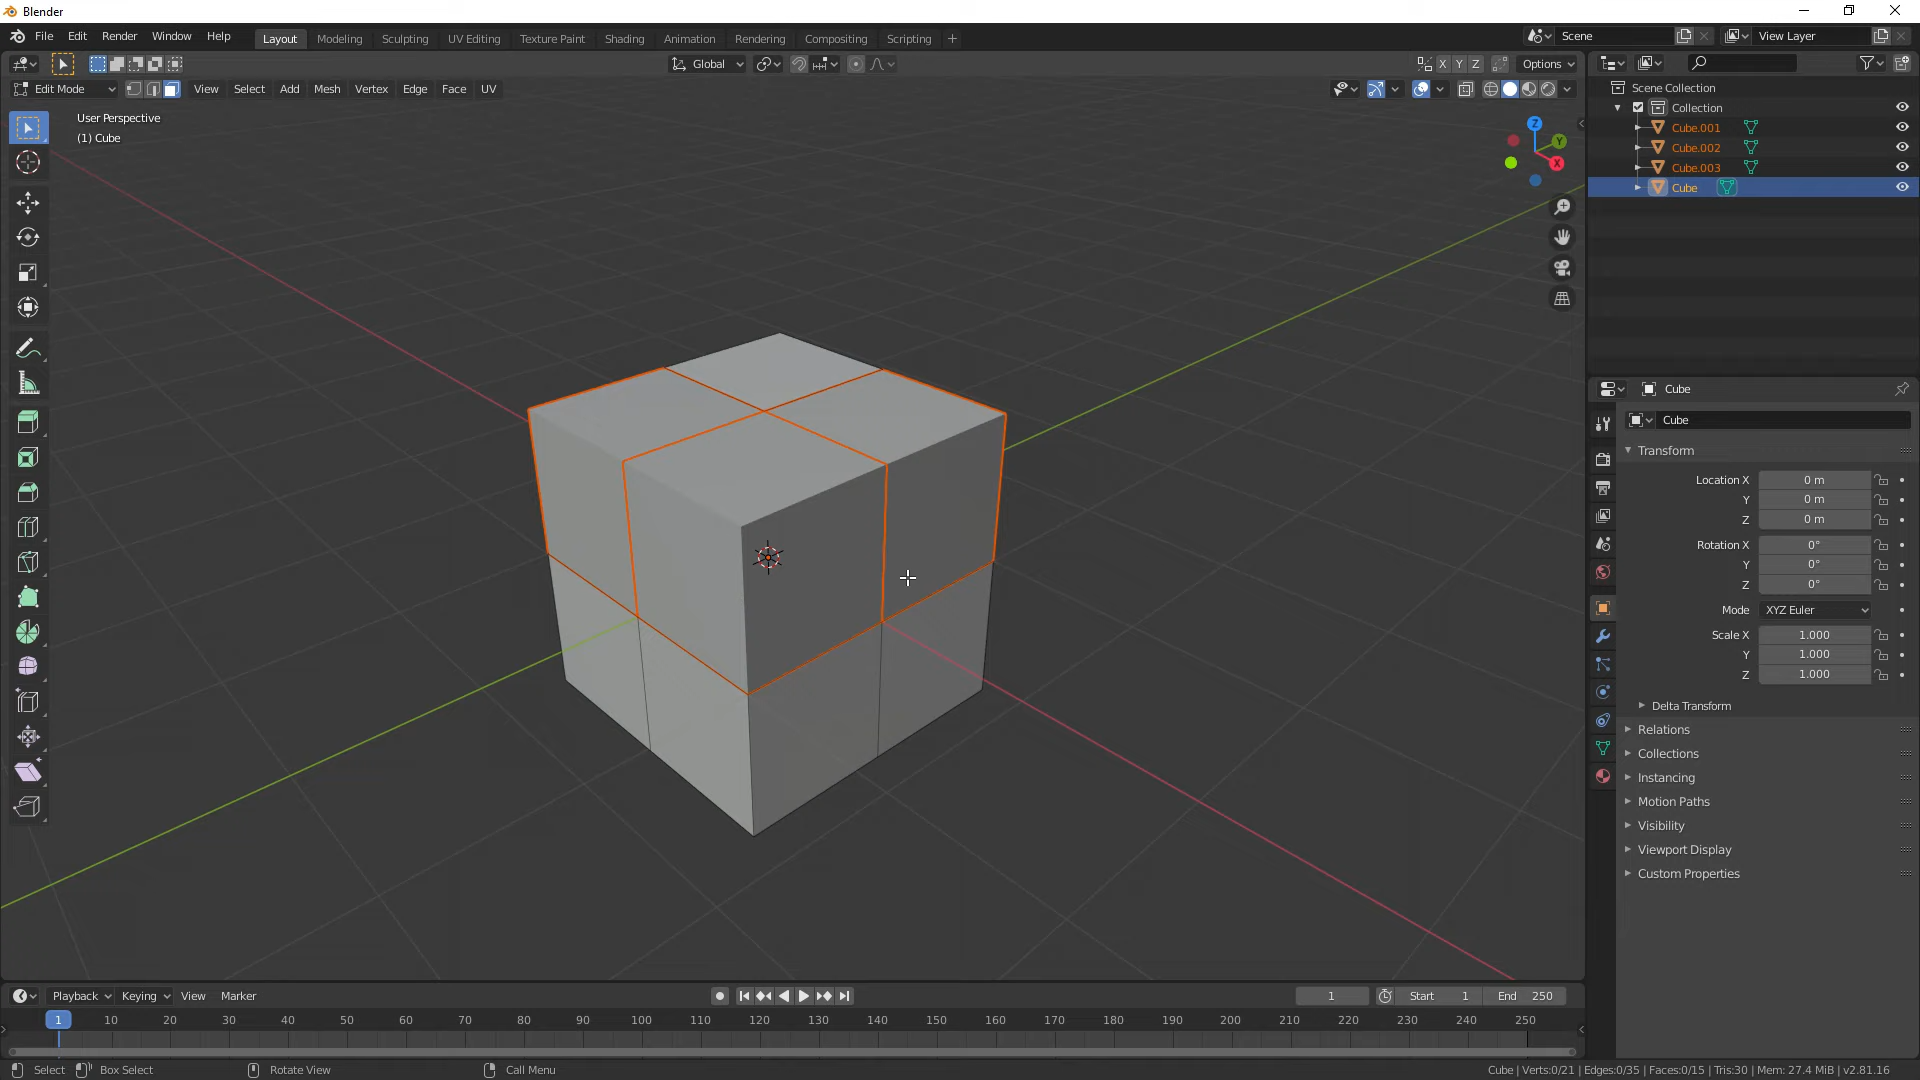 Blender
File Edit Render Window Help
Layout Modeling Sculpting UV Editing Texture Paint Shading Animation Rendering Compositing Scripting +
Scene
View Layer
Global
X Y Z
Options
Edit Mode
View Select Add Mesh Vertex Edge Face UV
User Perspective
(1) Cube
Z
Y
X
Scene Collection
Collection
Cube.001
Cube.002
Cube.003
Cube
Cube
Cube
Transform
Location X 0 m
Y 0 m
Z 0 m
Rotation X 0°
Y 0°
Z 0°
Mode XYZ Euler
Scale X 1.000
Y 1.000
Z 1.000
Delta Transform
Relations
Collections
Instancing
Motion Paths
Visibility
Viewport Display
Custom Properties
Playback Keying View Marker
1
Start 1
End 250
1 10 20 30 40 50 60 70 80 90 100 110 120 130 140 150 160 170 180 190 200 210 220 230 240 250
Select Box Select Rotate View Call Menu
Cube | Verts:0/21 | Edges:0/35 | Faces:0/15 | Tris:30 | Mem: 27.4 MiB | v2.81.16